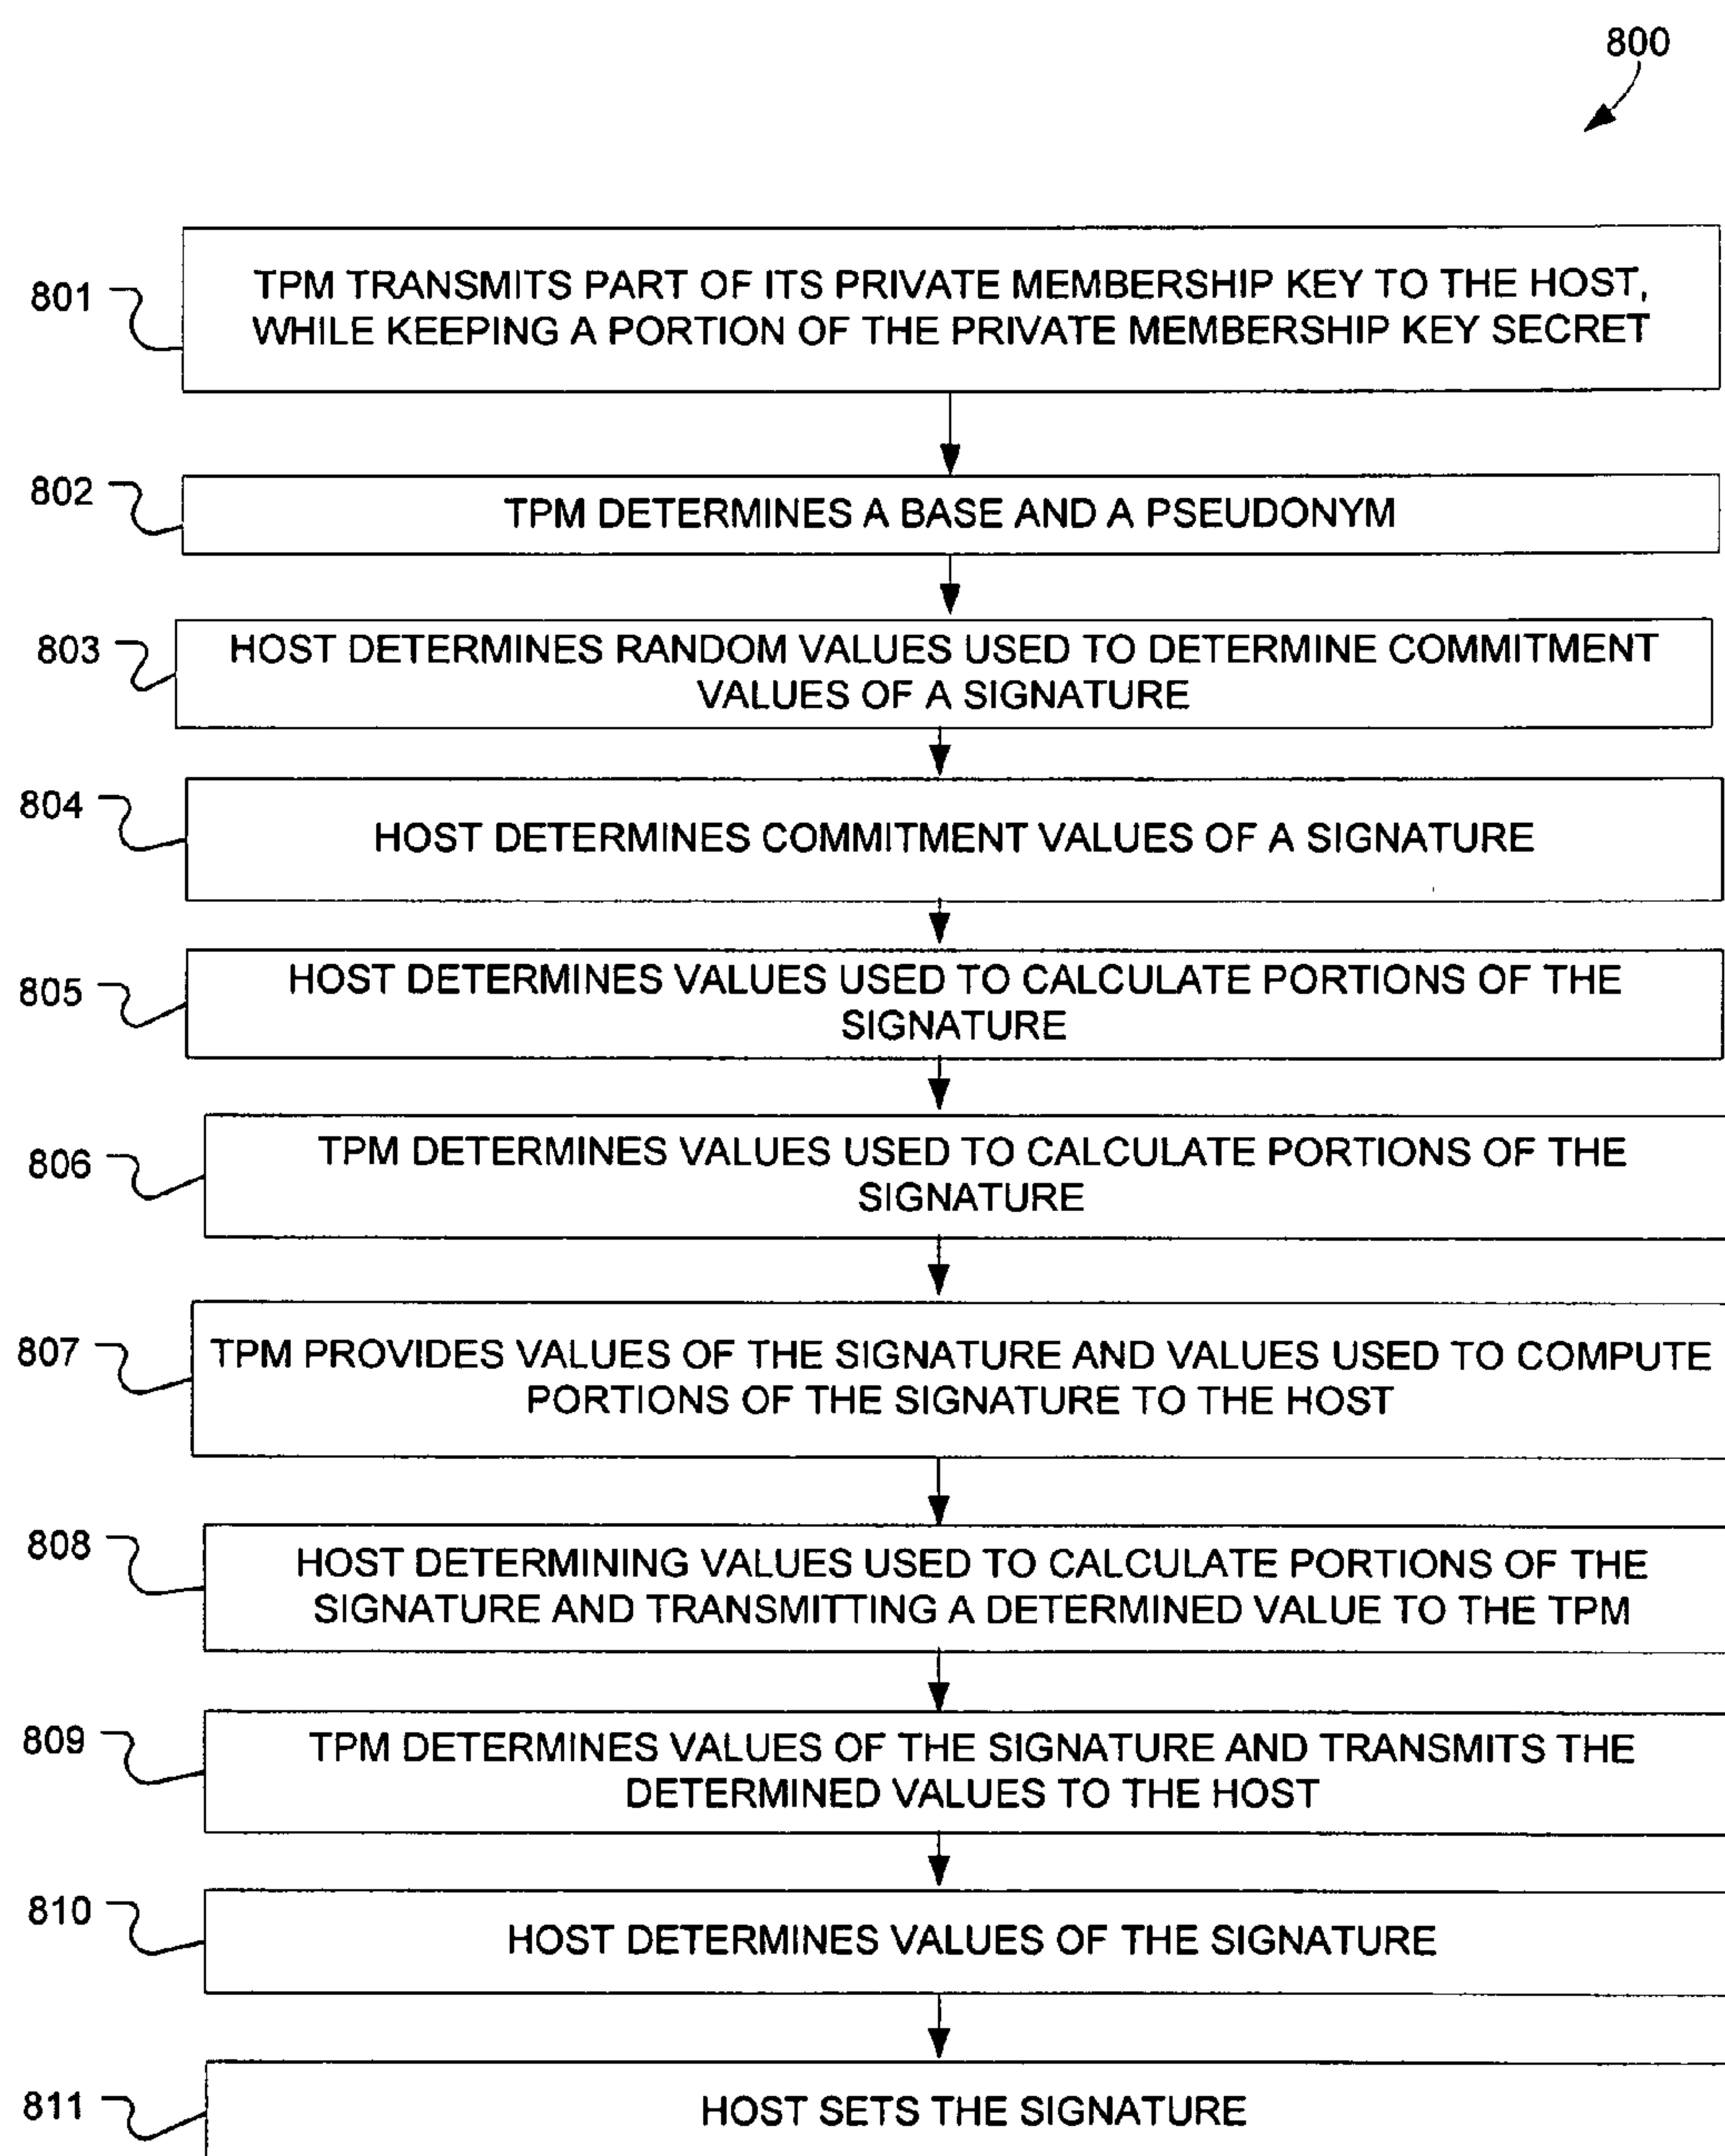 800
801
TPM TRANSMITS PART OF ITS PRIVATE MEMBERSHIP KEY TO THE HOST,
WHILE KEEPING A PORTION OF THE PRIVATE MEMBERSHIP KEY SECRET
802
TPM DETERMINES A BASE AND A PSEUDONYM
803
HOST DETERMINES RANDOM VALUES USED TO DETERMINE COMMITMENT
VALUES OF A SIGNATURE
804
HOST DETERMINES COMMITMENT VALUES OF A SIGNATURE
805
HOST DETERMINES VALUES USED TO CALCULATE PORTIONS OF THE
SIGNATURE
806
TPM DETERMINES VALUES USED TO CALCULATE PORTIONS OF THE
SIGNATURE
807
TPM PROVIDES VALUES OF THE SIGNATURE AND VALUES USED TO COMPUTE
PORTIONS OF THE SIGNATURE TO THE HOST
808
HOST DETERMINING VALUES USED TO CALCULATE PORTIONS OF THE
SIGNATURE AND TRANSMITTING A DETERMINED VALUE TO THE TPM
809
TPM DETERMINES VALUES OF THE SIGNATURE AND TRANSMITS THE
DETERMINED VALUES TO THE HOST
810
HOST DETERMINES VALUES OF THE SIGNATURE
811
HOST SETS THE SIGNATURE